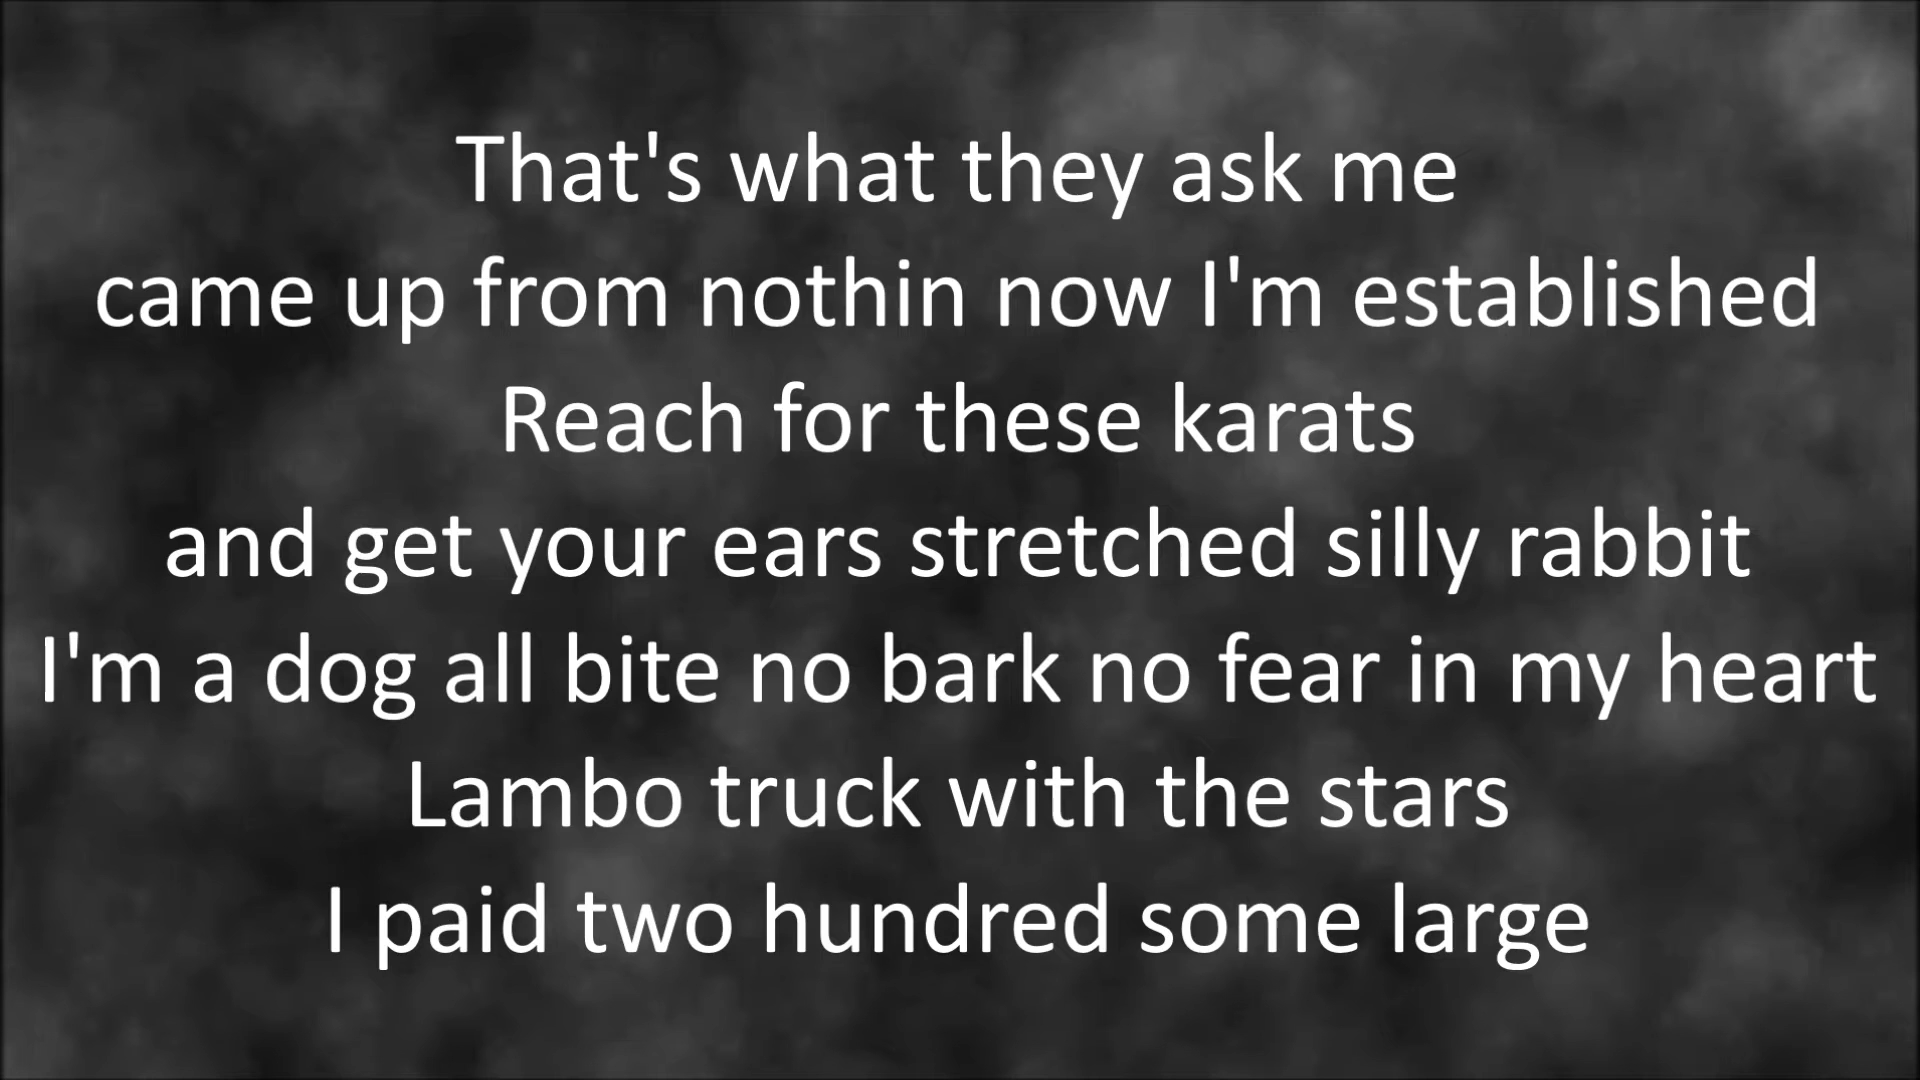 That's what they ask me
came up from nothin now I'm established
Reach for these karats
and get your ears stretched silly rabbit
I'm a dog all bite no bark no fear in my heart
Lambo truck with the stars
I paid two hundred some large